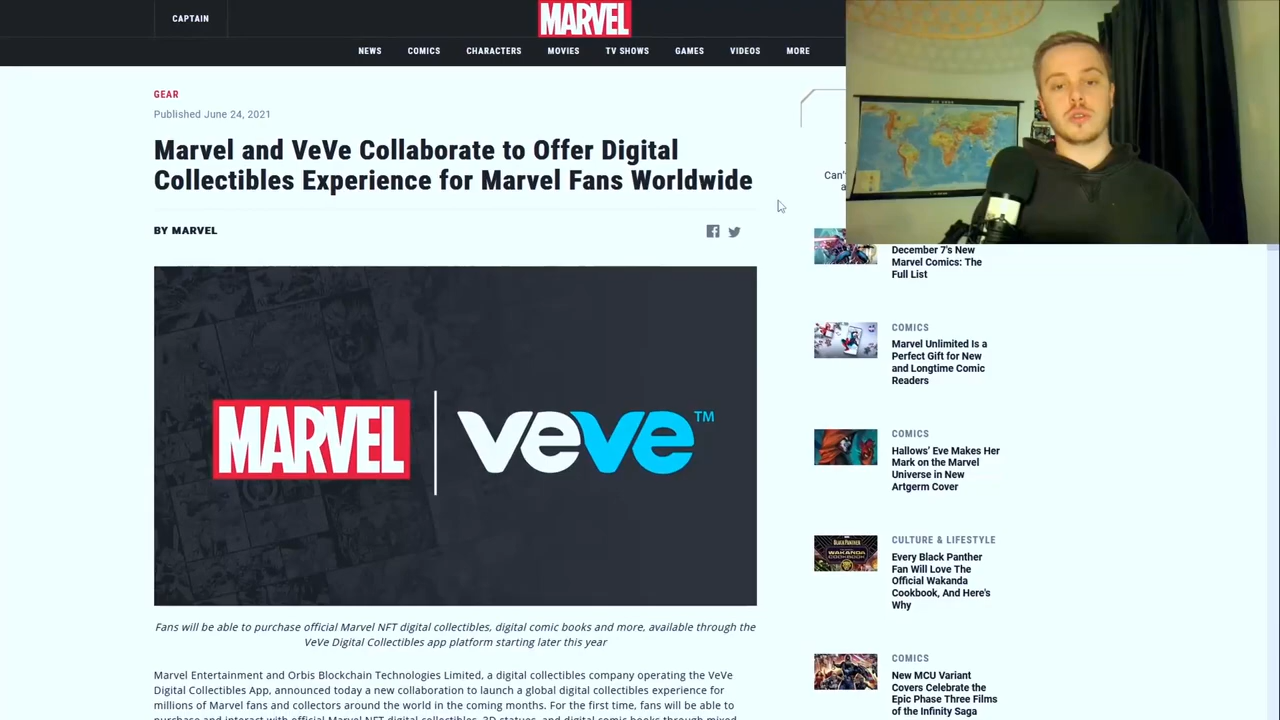 CAPTAIN
MARVEL
NEWS COMICS CHARACTERS MOVIES TV SHOWS GAMES VIDEOS MORE
GEAR
Published June 24, 2021
Marvel and VeVe Collaborate to Offer Digital
Collectibles Experience for Marvel Fans Worldwide
BY MARVEL
MARVEL
veve™
Fans will be able to purchase official Marvel NFT digital collectibles, digital comic books and more, available through the
VeVe Digital Collectibles app platform starting later this year
Marvel Entertainment and Orbis Blockchain Technologies Limited, a digital collectibles company operating the VeVe
Digital Collectibles App, announced today a new collaboration to launch a global digital collectibles experience for
millions of Marvel fans and collectors around the world in the coming months. For the first time, fans will be able to
purchase and interact with official Marvel NFT digital collectibles, 3D statues, and digital comic books through mixed
Can'
December 7's New
Marvel Comics: The
Full List
COMICS
Marvel Unlimited Is a
Perfect Gift for New
and Longtime Comic
Readers
COMICS
Hallows' Eve Makes Her
Mark on the Marvel
Universe in New
Artgerm Cover
CULTURE & LIFESTYLE
Every Black Panther
Fan Will Love The
Official Wakanda
Cookbook, And Here's
Why
COMICS
New MCU Variant
Covers Celebrate the
Epic Phase Three Films
of the Infinity Saga